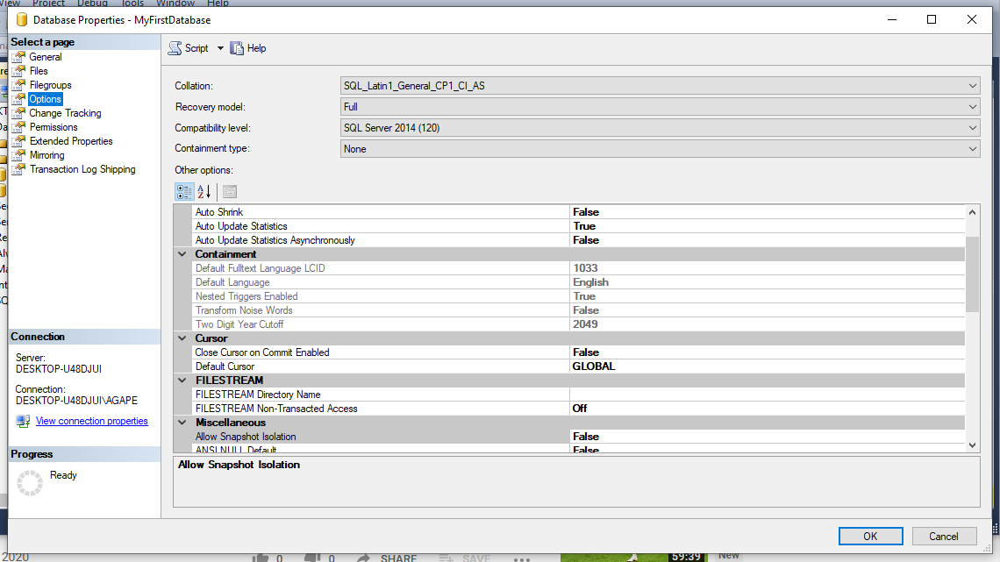 View Project Debug Tools Window Help
Database Properties - MyFirstDatabase
Select a page
General
Files
Filegroups
Options
Change Tracking
Permissions
Extended Properties
Mirroring
Transaction Log Shipping
Connection
Server:
DESKTOP-U48DJUI
Connection:
DESKTOP-U48DJUI\AGAPE
View connection properties
Progress
Ready
Script Help
Collation: SQL_Latin1_General_CP1_CI_AS
Recovery model: Full
Compatibility level: SQL Server 2014 (120)
Containment type: None
Other options:
Auto Shrink False
Auto Update Statistics True
Auto Update Statistics Asynchronously False
Containment
Default Fulltext Language LCID 1033
Default Language English
Nested Triggers Enabled True
Transform Noise Words False
Two Digit Year Cutoff 2049
Cursor
Close Cursor on Commit Enabled False
Default Cursor GLOBAL
FILESTREAM
FILESTREAM Directory Name
FILESTREAM Non-Transacted Access Off
Miscellaneous
Allow Snapshot Isolation False
ANSI NULL Default False
Allow Snapshot Isolation
OK Cancel
2020 0 0 SHARE SAVE 59:39 New